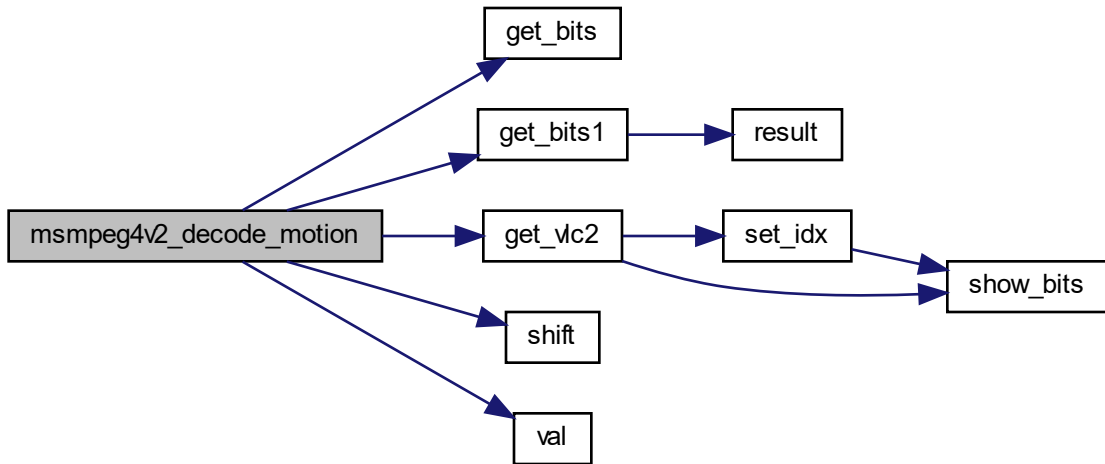 get_bits
get_bits1
result
msmpeg4v2_decode_motion
get_vlc2
set_idx
show_bits
shift
val